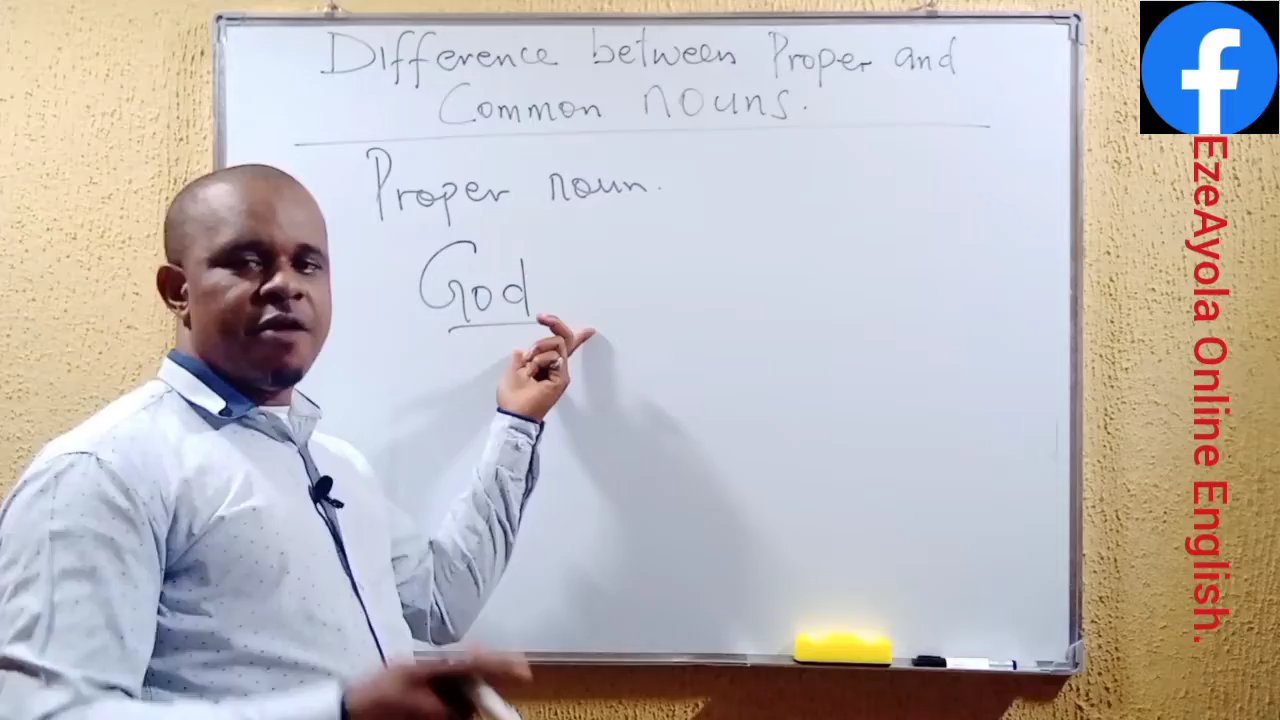 Difference between Proper and
Common nouns.
Proper noun.
God
EzeAyola Online English.